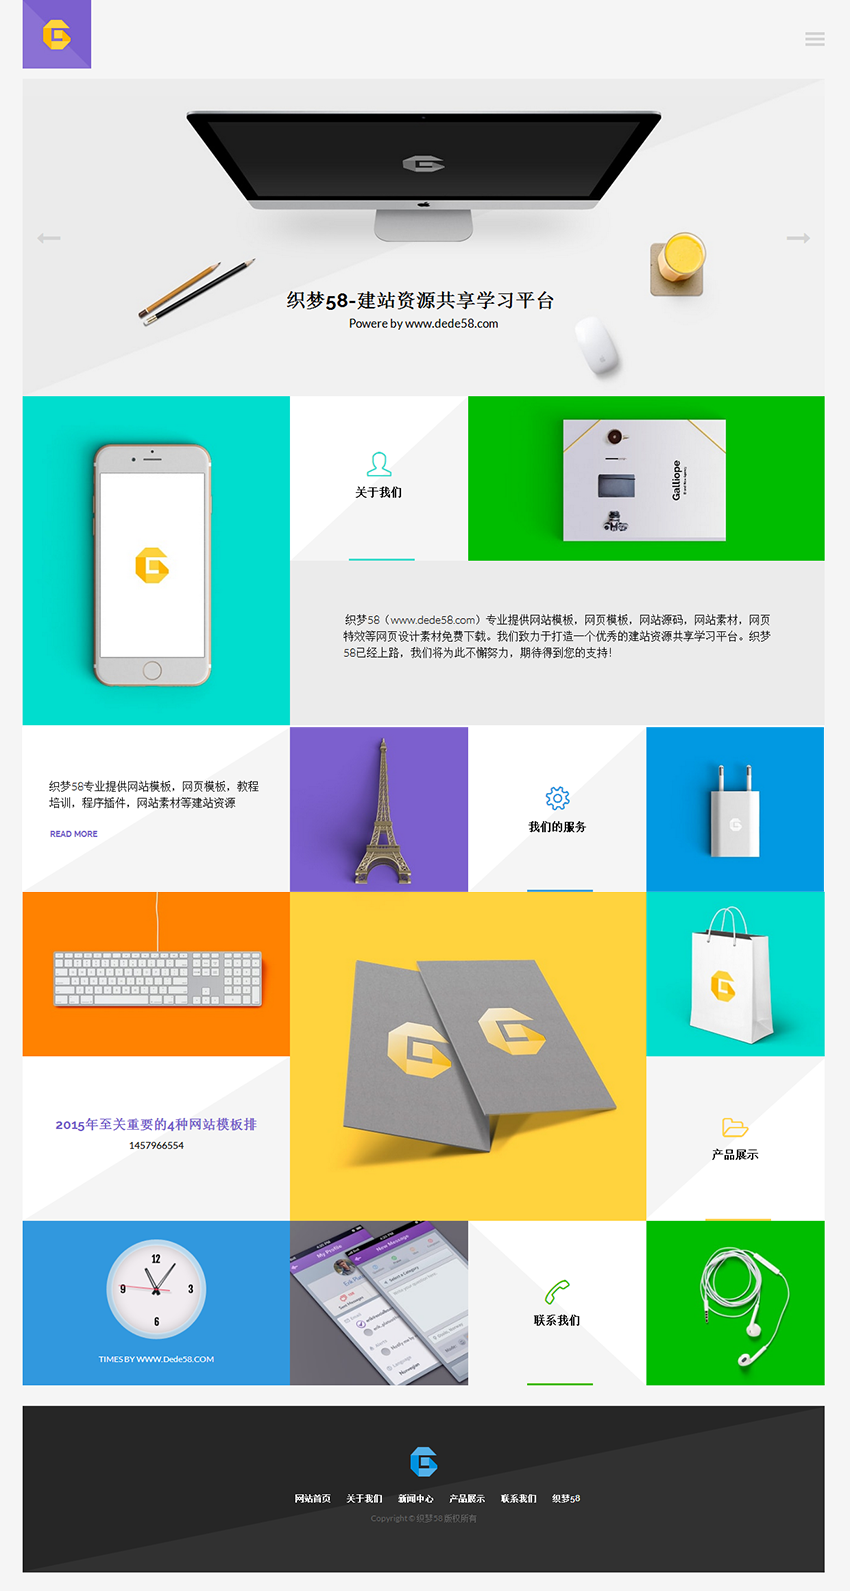 织梦58-建站资源共享学习平台
Powere by www.dede58.com
关于我们
Galliope
织梦58（www.dede58.com）专业提供网站模板，网页模板，网站源码，网站素材，网页
特效等网页设计素材免费下载。我们致力于打造一个优秀的建站资源共享学习平台。织梦
58已经上路，我们将为此不懈努力，期待得到您的支持！
织梦58专业提供网站模板，网页模板，教程
培训，程序插件，网站素材等建站资源
READ MORE
我们的服务
2015年至关重要的4种网站模板排
1457966554
产品展示
12
9
3
6
TIMES BY WWW.Dede58.COM
My Profile
New Message
Select a Category
Language
Norwegian
联系我们
网站首页 关于我们 新闻中心 产品展示 联系我们 织梦58
Copyright © 织梦58 版权所有